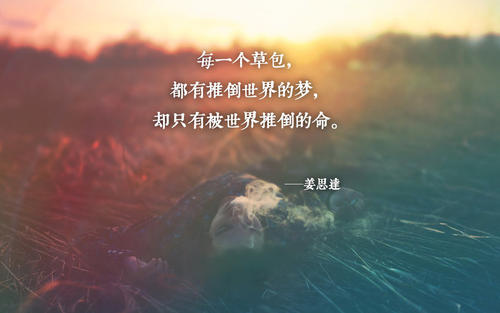 每一个草包，
都有推倒世界的梦，
却只有被世界推倒的命。
——姜思達